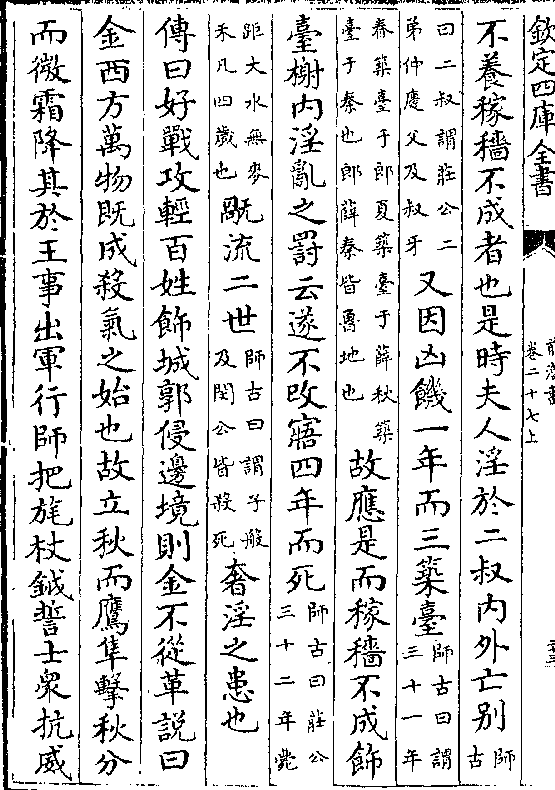 欽定四庫全書
前漢書
卷二十七上
不養稼穡不成者也是時夫人淫於二叔内外亡别師古
曰二叔謂莊公二弟仲慶父及叔牙又因凶饑一年而三築臺師古曰謂三十一年
春築臺于郎夏築臺于薛秋築臺于秦也郎薛秦皆魯地也故應是而稼穡不成飾
臺榭内淫亂之罰云遂不改寤四年而死師古曰莊公三十二年薨
距大水無麥禾凡四歲也旤流二世師古曰謂子般及閔公皆殺死奢淫之患也
傳曰好戰攻輕百姓飾城郭侵邊境則金不從革説曰
金西方萬物既成殺氣之始也故立秋而鷹隼擊秋分
而微霜降其於王事出軍行師把旄杖鉞誓士衆抗威